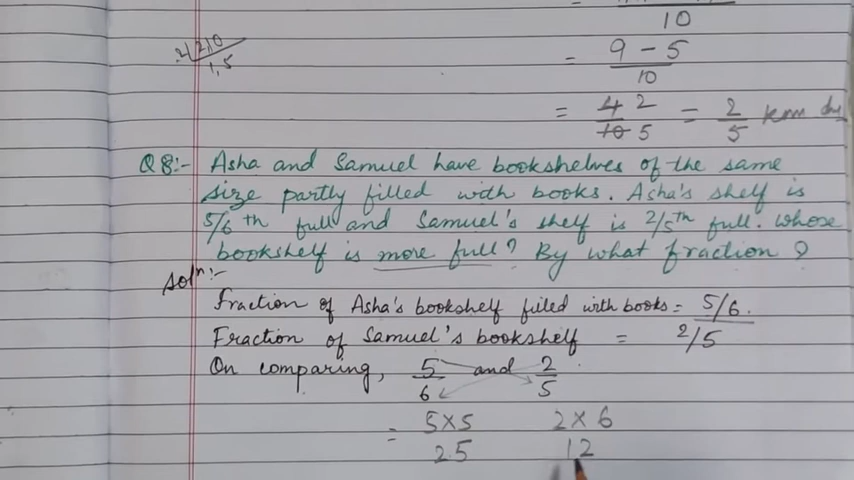 10
= 9 - 5
10
= 4 2 = 2 km
10 5 5
Q8:- Asha and Samuel have bookshelves of the same
size partly filled with books. Asha's shelf is
5/6 th full and Samuel's shelf is 2/5th full. whose
bookshelf is more full? By what fraction ?
Soln:-
Fraction of Asha's bookshelf filled with books = 5/6.
Fraction of Samuel's bookshelf = 2/5
On comparing, 5 and 2
6 5
= 5×5 2×6
25 12